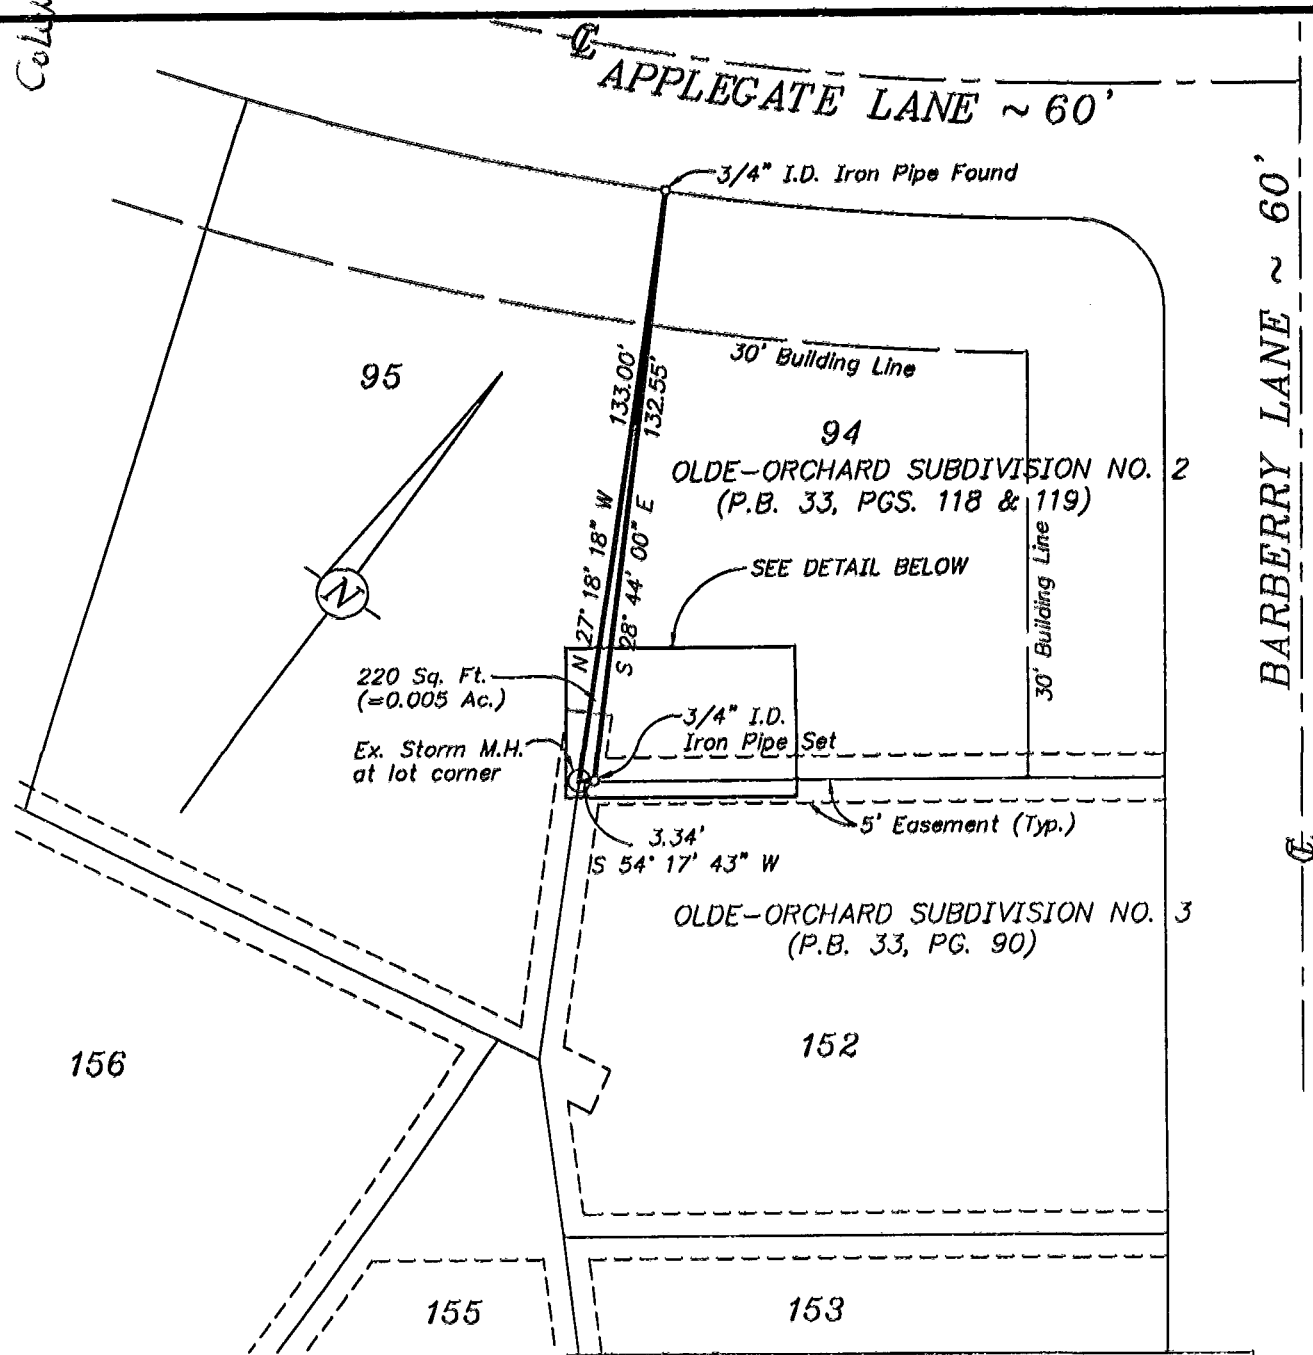 ℄
APPLEGATE LANE ~ 60'
3/4" I.D. Iron Pipe Found
BARBERRY LANE ~ 60'
℄
30' Building Line
133.00'
132.55'
95
94
OLDE-ORCHARD SUBDIVISION NO. 2
(P.B. 33, PGS. 118 & 119)
N 27° 18' 18" W
S 28° 44' 00" E
30' Building Line
SEE DETAIL BELOW
N
220 Sq. Ft.
(=0.005 Ac.)
3/4" I.D.
Iron Pipe Set
Ex. Storm M.H.
at lot corner
5' Easement (Typ.)
3.34'
S 54° 17' 43" W
OLDE-ORCHARD SUBDIVISION NO. 3
(P.B. 33, PG. 90)
152
156
155
153